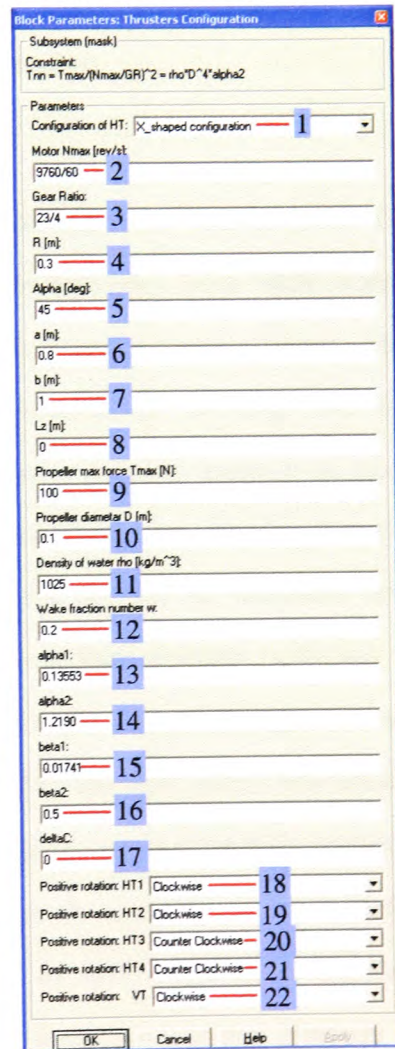 Block Parameters: Thrusters Configuration
Subsystem (mask)
Constraint:
Tnn = Tmax/(Nmax/GR)^2 = rho*D^4*alpha2
Parameters
Configuration of HT: X_shaped configuration 1
Motor Nmax [rev/s]:
9760/60 2
Gear Ratio:
23/4 3
R [m]:
0.3 4
Alpha [deg]:
45 5
a [m]:
0.8 6
b [m]:
1 7
Lz [m]:
0 8
Propeller max force Tmax [N]:
100 9
Propeller diametar D [m]:
0.1 10
Density of water rho [kg/m^3]:
1025 11
Wake fraction number w:
0.2 12
alpha1:
0.13553 13
alpha2:
1.2190 14
beta1:
0.01741 15
beta2:
0.5 16
deltaC:
0 17
Positive rotation: HT1 Clockwise 18
Positive rotation: HT2 Clockwise 19
Positive rotation: HT3 Counter Clockwise 20
Positive rotation: HT4 Counter Clockwise 21
Positive rotation: VT Clockwise 22
OK Cancel Help Apply